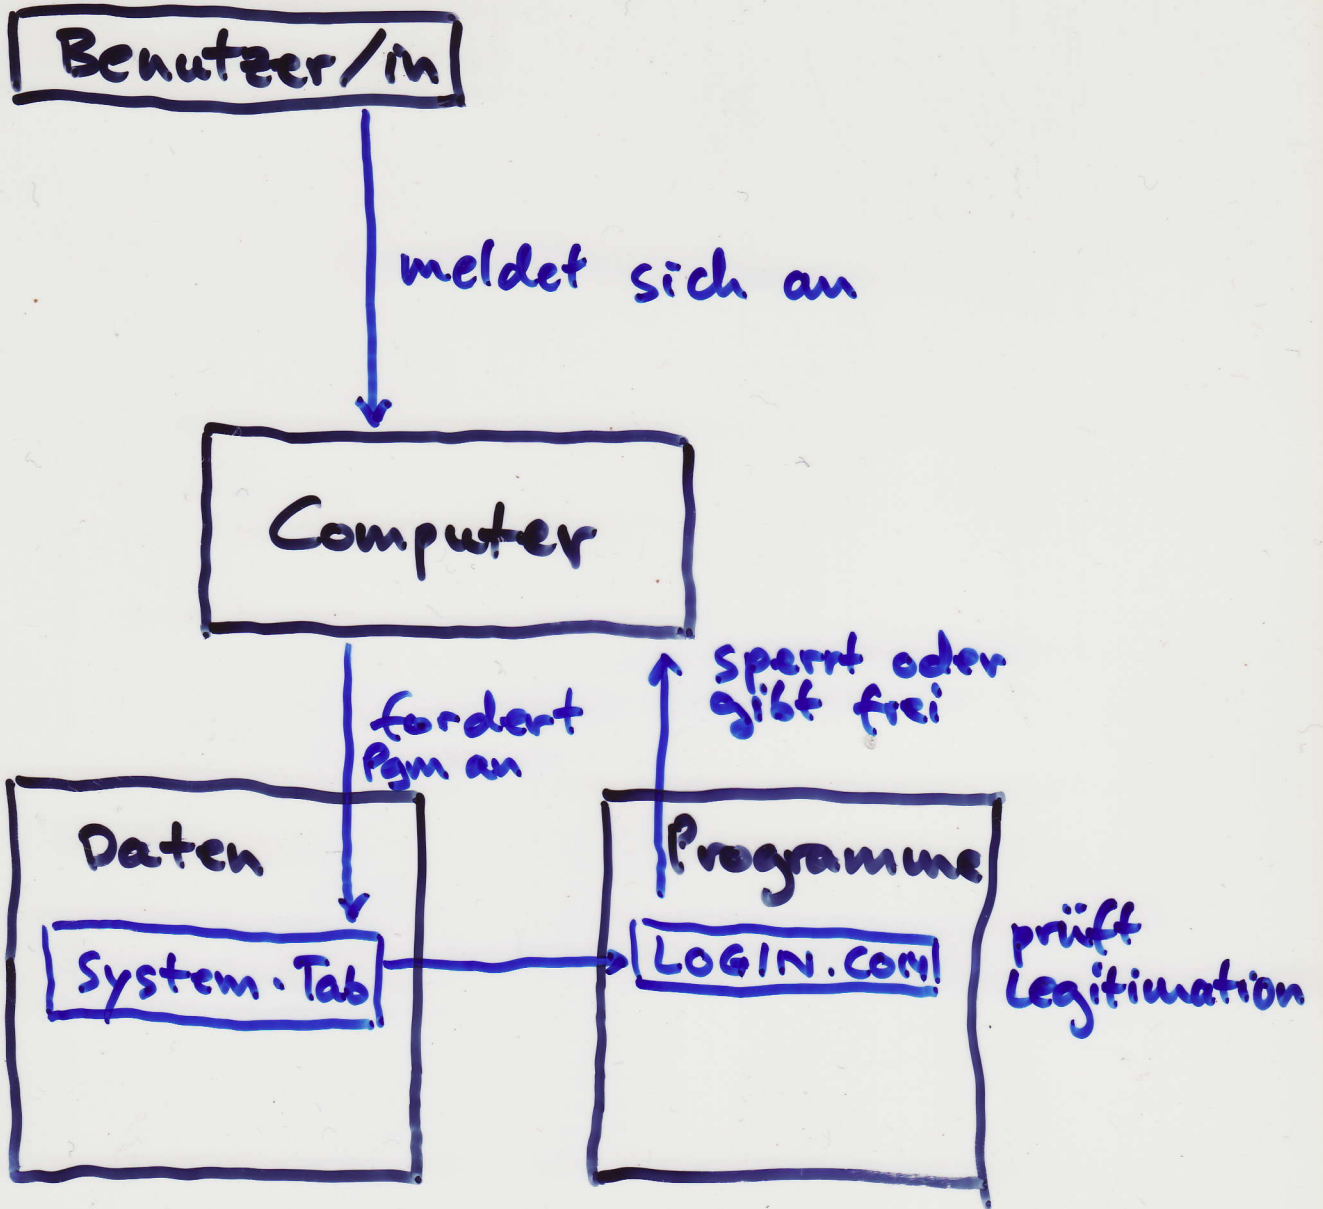 Benutzer/in
meldet sich an
Computer
sperrt oder
gibt frei
fordert
Pgm an
Daten
Programme
System.Tab
LOGIN.COM
prüft
Legitimation